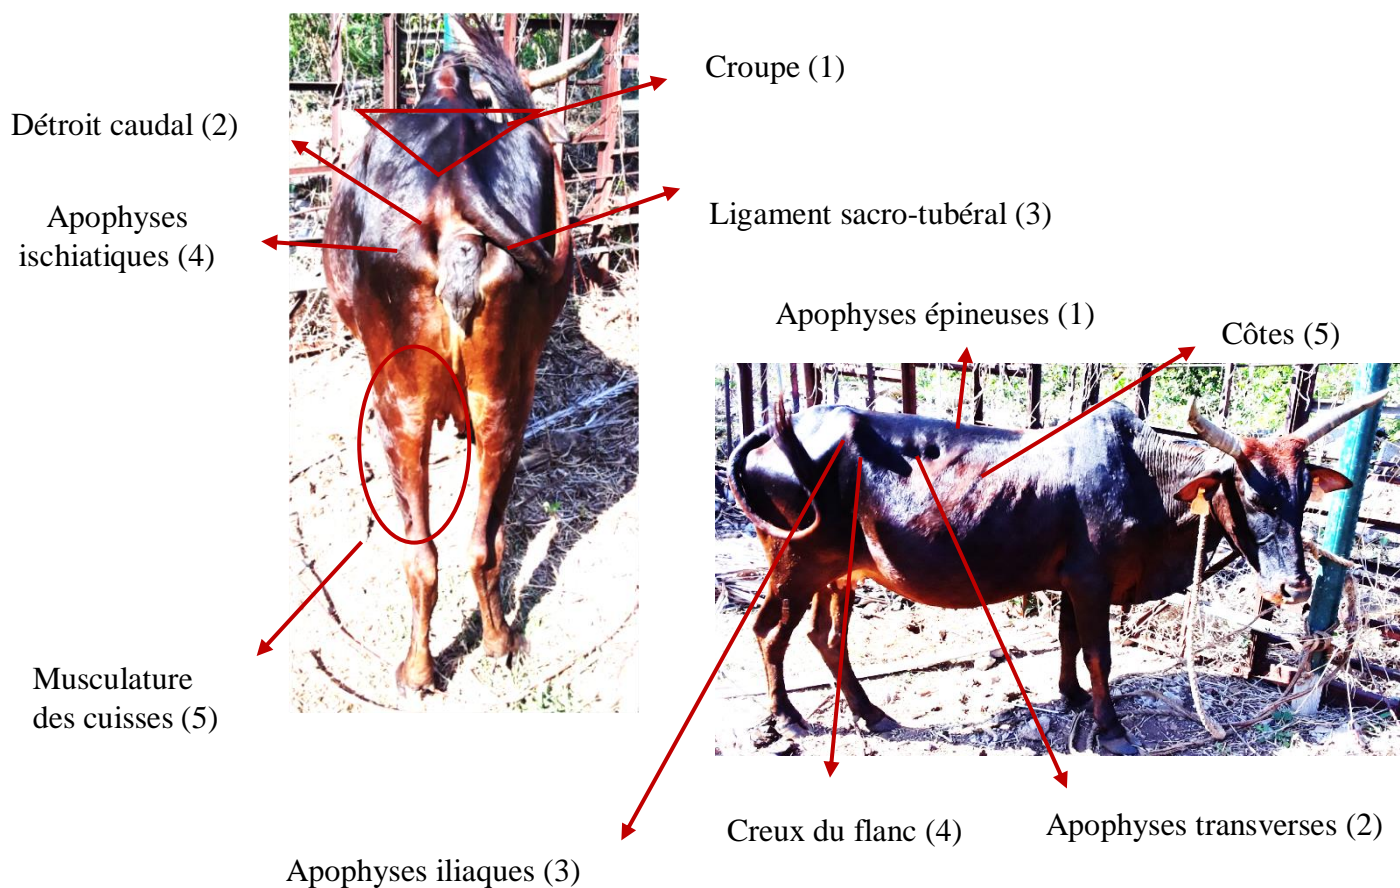 Croupe (1)
Détroit caudal (2)
Apophyses
ischiatiques (4)
Ligament sacro-tubéral (3)
Apophyses épineuses (1)
Côtes (5)
Musculature
des cuisses (5)
Creux du flanc (4)
Apophyses transverses (2)
Apophyses iliaques (3)